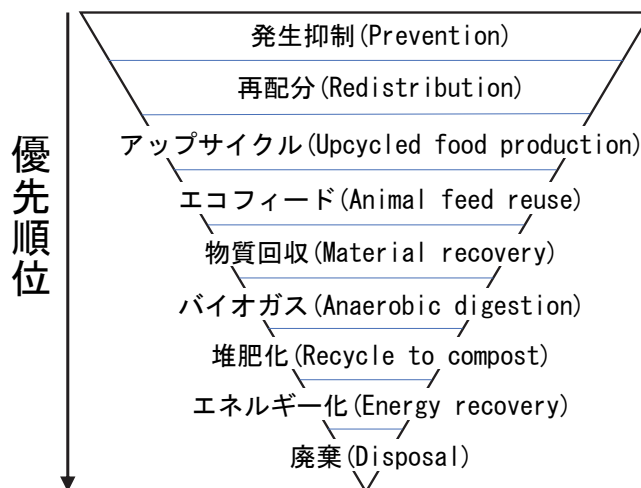 優先順位
発生抑制(Prevention)
再配分(Redistribution)
アップサイクル(Upcycled food production)
エコフィード(Animal feed reuse)
物質回収(Material recovery)
バイオガス(Anaerobic digestion)
堆肥化(Recycle to compost)
エネルギー化(Energy recovery)
廃棄(Disposal)